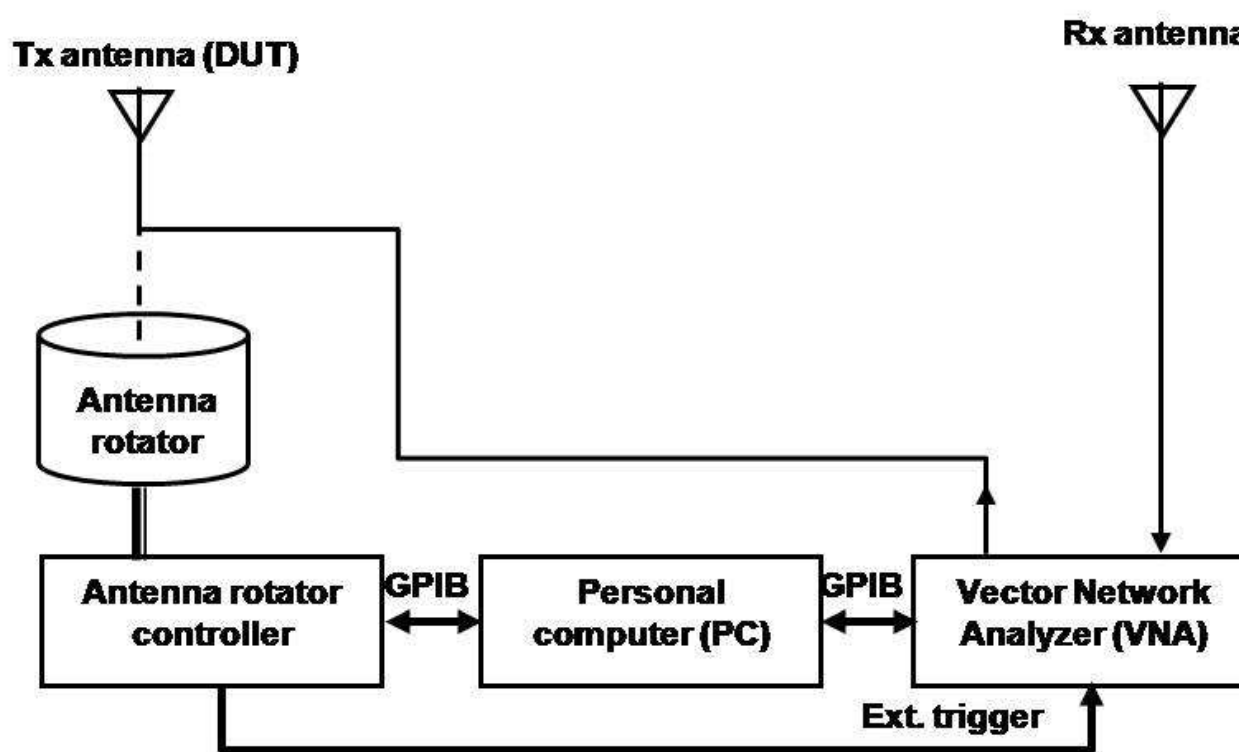 Tx antenna (DUT)
Rx antenna
Antenna
rotator
Antenna rotator
controller
GPIB
Personal
computer (PC)
GPIB
Vector Network
Analyzer (VNA)
Ext. trigger